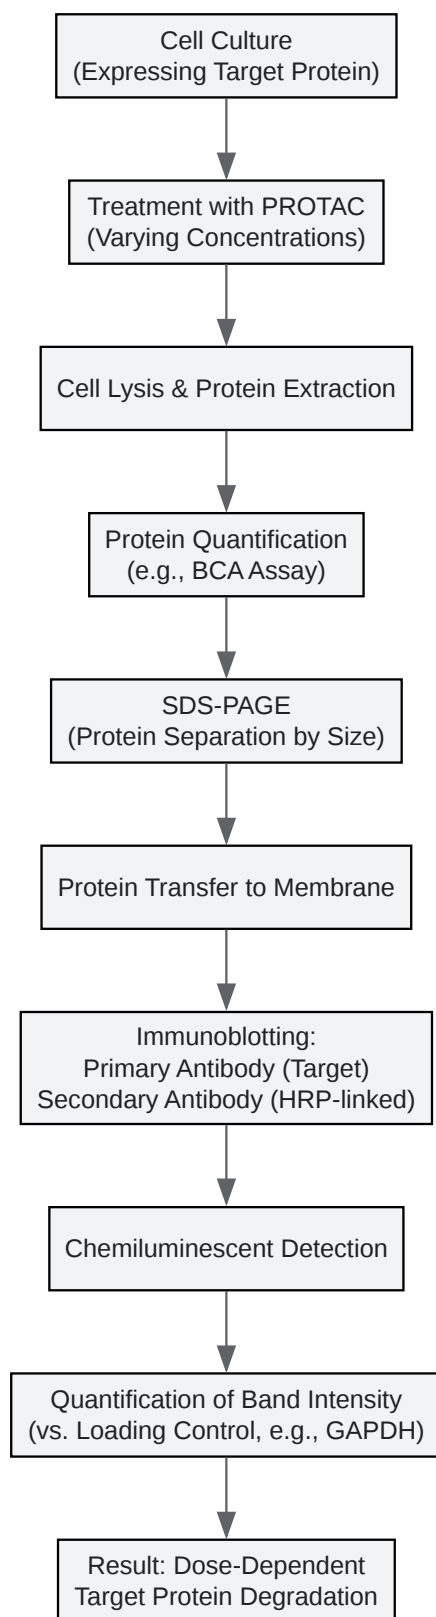 Cell Culture
(Expressing Target Protein)
Treatment with PROTAC
(Varying Concentrations)
Cell Lysis & Protein Extraction
Protein Quantification
(e.g., BCA Assay)
SDS-PAGE
(Protein Separation by Size)
Protein Transfer to Membrane
Immunoblotting:
Primary Antibody (Target)
Secondary Antibody (HRP-linked)
Chemiluminescent Detection
Quantification of Band Intensity
(vs. Loading Control, e.g., GAPDH)
Result: Dose-Dependent
Target Protein Degradation